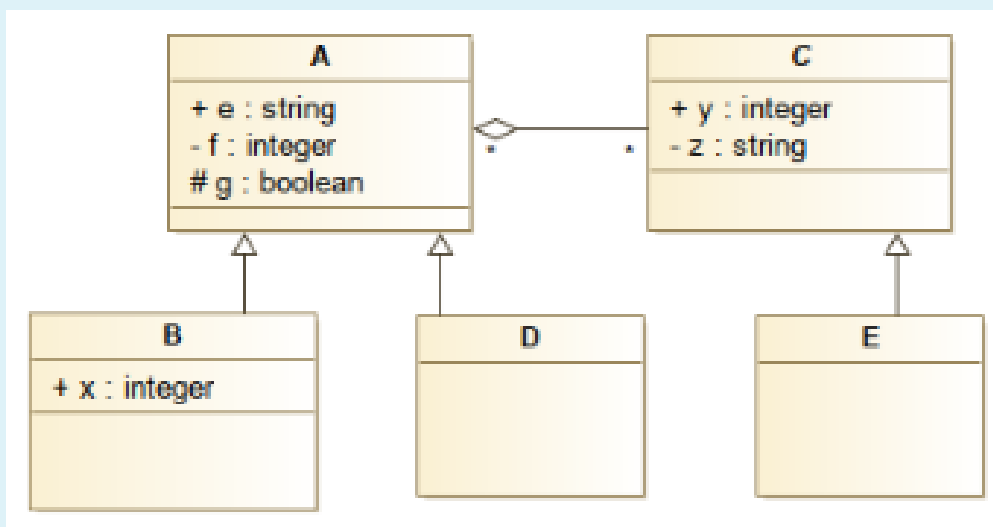 A
+ e : string
- f : integer
# g : boolean
C
+ y : integer
- z : string
* *
B
+ x : integer
D
E